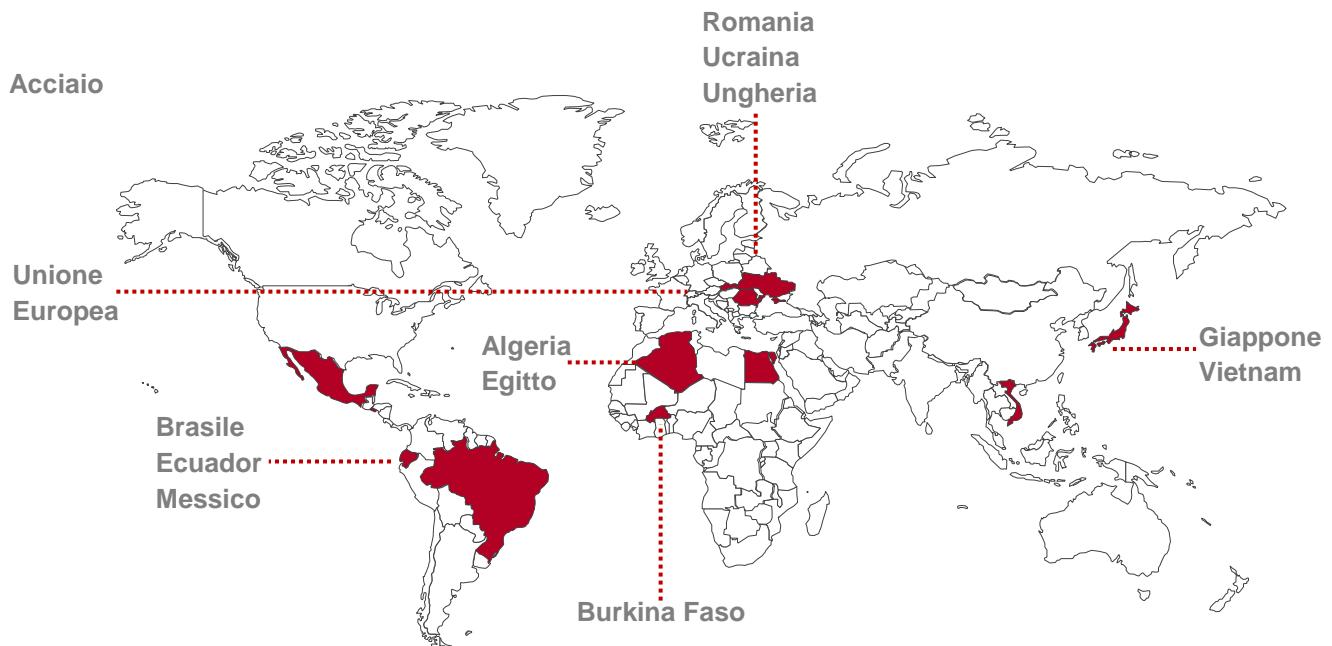 Romania
Ucraina
Ungheria
Acciaio
Unione
Europea
Algeria
Egitto
Giappone
Vietnam
Brasile
Ecuador
Messico
Burkina Faso